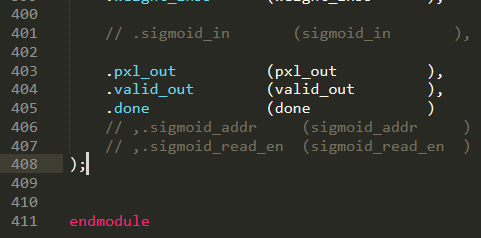 400
401 // .sigmoid_in (sigmoid_in ),
402
403 .pxl_out (pxl_out ),
404 .valid_out (valid_out ),
405 .done (done )
406 // ,.sigmoid_addr (sigmoid_addr )
407 // ,.sigmoid_read_en (sigmoid_read_en )
408 );
409
410
411 endmodule